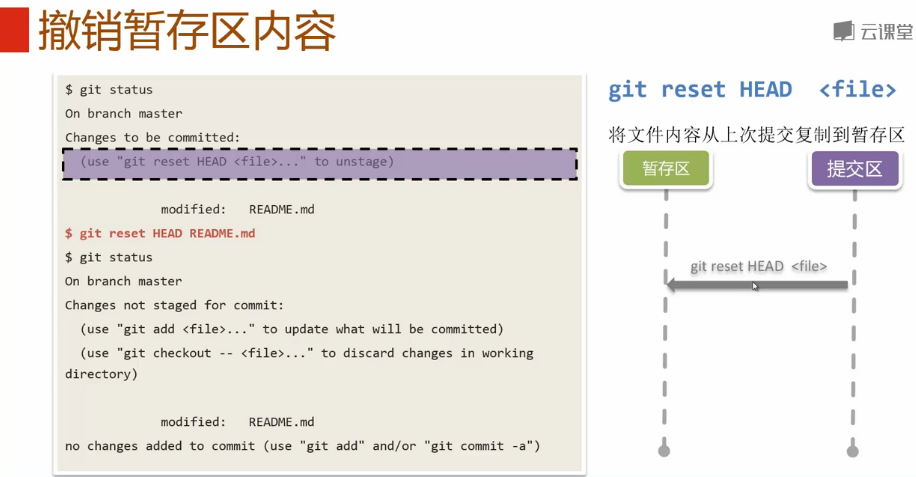 撤销暂存区内容
云课堂
$ git status
On branch master
Changes to be committed:
(use "git reset HEAD <file>..." to unstage)
modified: README.md
$ git reset HEAD README.md
$ git status
On branch master
Changes not staged for commit:
(use "git add <file>..." to update what will be committed)
(use "git checkout -- <file>..." to discard changes in working
directory)
modified: README.md
no changes added to commit (use "git add" and/or "git commit -a")
git reset HEAD <file>
将文件内容从上次提交复制到暂存区
暂存区
提交区
git reset HEAD <file>